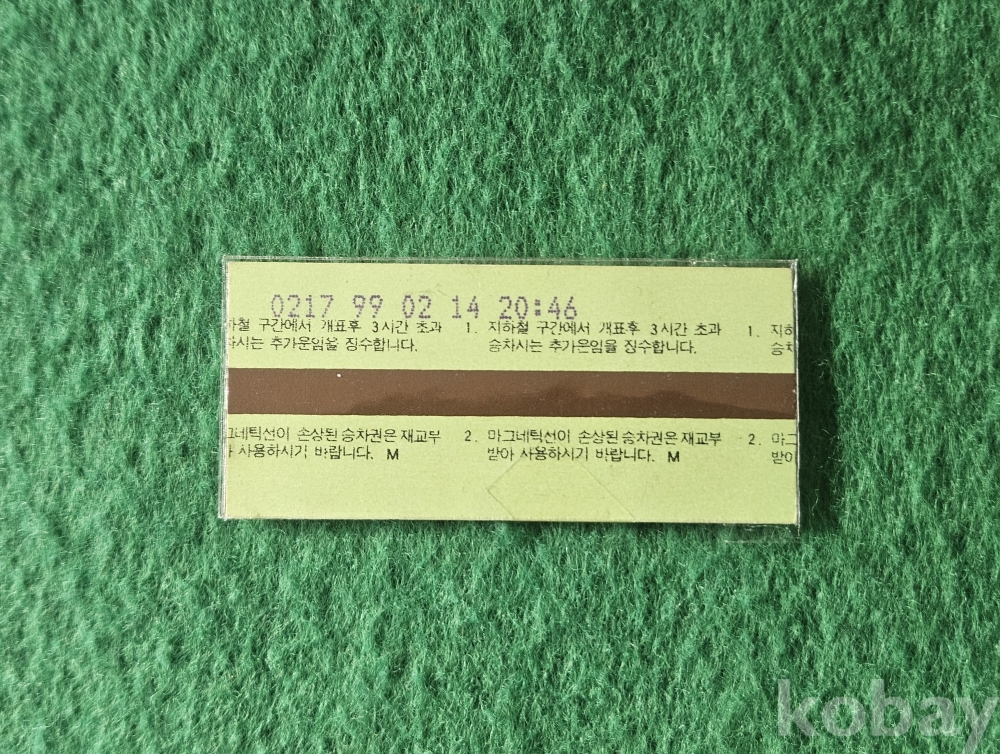 0217 99 02 14 20:46
하철 구간에서 개표후 3시간 초과 1. 지하철 구간에서 개표후 3시간 초과 1. 지하
차시는 추가운임을 징수합니다. 승차시는 추가운임을 징수합니다. 승차
그네틱선이 손상된 승차권은 재교부 2. 마그네틱선이 손상된 승차권은 재교부 2. 마그
사용하시기 바랍니다. M 받아 사용하시기 바랍니다. M 받아
kobay